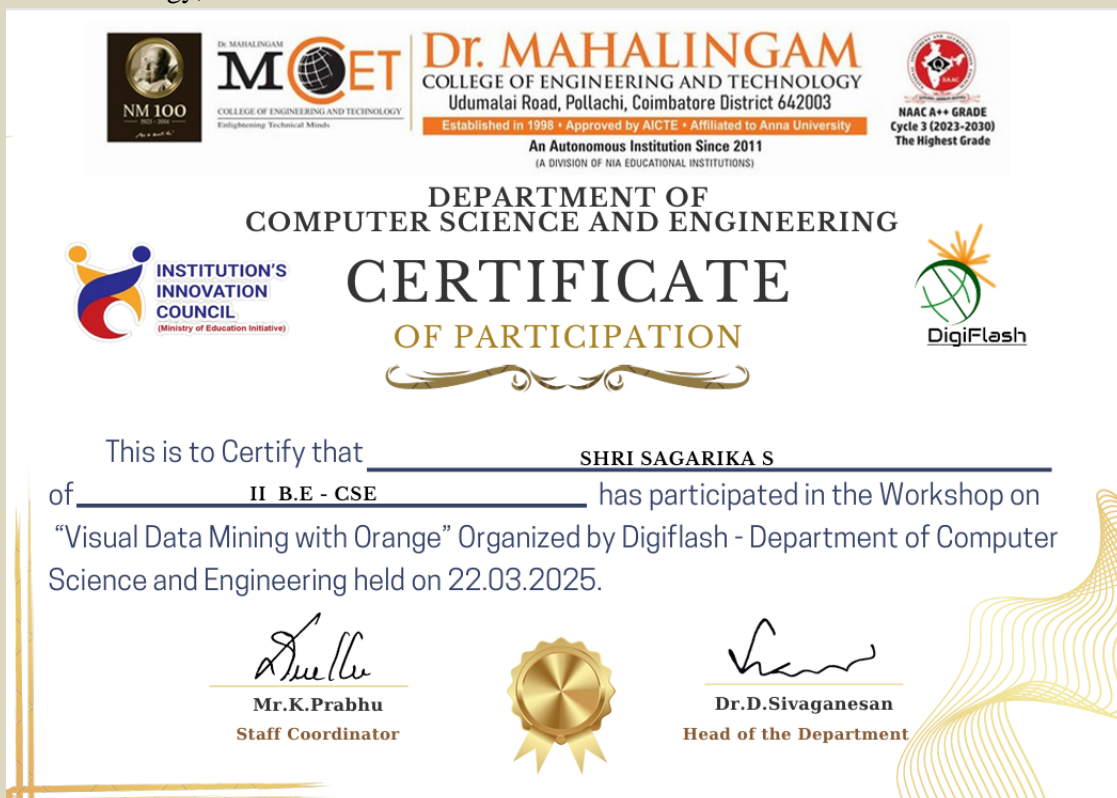 Dr. MAHALINGAM
MCET
COLLEGE OF ENGINEERING AND TECHNOLOGY
Enlightening Technical Minds
NM 100
1923 - 2014
Dr. MAHALINGAM
COLLEGE OF ENGINEERING AND TECHNOLOGY
Udumalai Road, Pollachi, Coimbatore District 642003
Established in 1998 • Approved by AICTE • Affiliated to Anna University
An Autonomous Institution Since 2011
(A DIVISION OF NIA EDUCATIONAL INSTITUTIONS)
NAAC
NAAC A++ GRADE
Cycle 3 (2023-2030)
The Highest Grade
DEPARTMENT OF
COMPUTER SCIENCE AND ENGINEERING
INSTITUTION'S
INNOVATION
COUNCIL
(Ministry of Education Initiative)
CERTIFICATE
OF PARTICIPATION
DigiFlash
This is to Certify that SHRI SAGARIKA S
of II B.E - CSE has participated in the Workshop on
“Visual Data Mining with Orange” Organized by Digiflash - Department of Computer
Science and Engineering held on 22.03.2025.
Mr.K.Prabhu
Staff Coordinator
Dr.D.Sivaganesan
Head of the Department